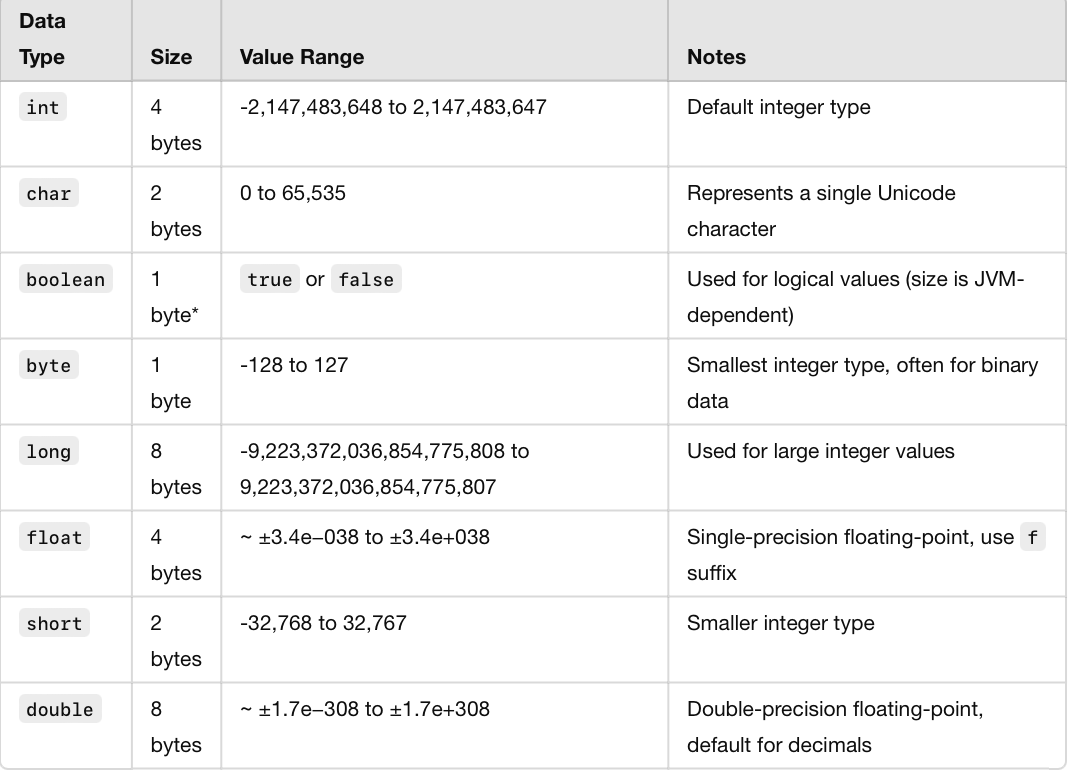 Data
Type Size Value Range Notes
int 4 -2,147,483,648 to 2,147,483,647 Default integer type
bytes
char 2 0 to 65,535 Represents a single Unicode
bytes character
boolean 1 true or false Used for logical values (size is JVM-
byte* dependent)
byte 1 -128 to 127 Smallest integer type, often for binary
byte data
long 8 -9,223,372,036,854,775,808 to Used for large integer values
bytes 9,223,372,036,854,775,807
float 4 ~ ±3.4e−038 to ±3.4e+038 Single-precision floating-point, use f
bytes suffix
short 2 -32,768 to 32,767 Smaller integer type
bytes
double 8 ~ ±1.7e−308 to ±1.7e+308 Double-precision floating-point,
bytes default for decimals